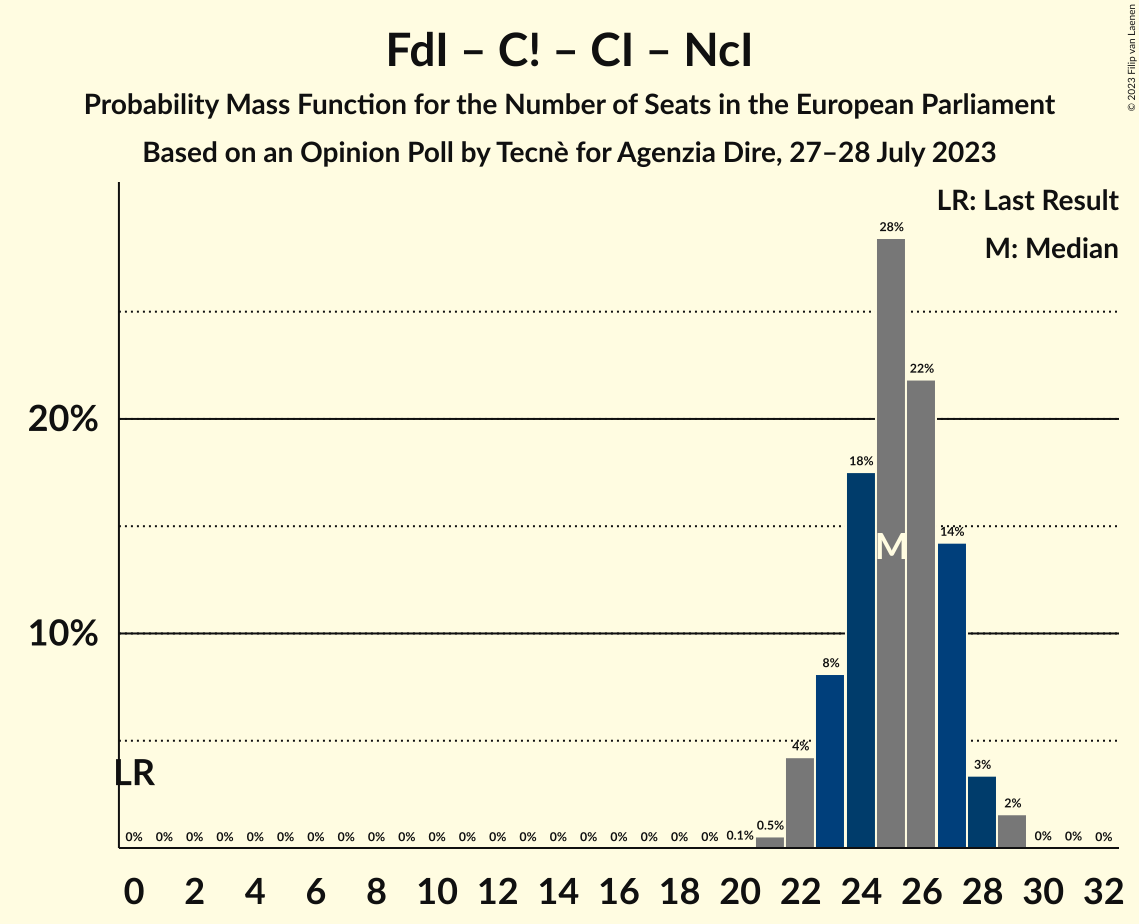 FdI – C! – CI – NcI
Probability Mass Function for the Number of Seats in the European Parliament
Based on an Opinion Poll by Tecnè for Agenzia Dire, 27–28 July 2023
© 2023 Filip van Laenen
LR: Last Result
M: Median
28%
22%
20%
18%
M
14%
10%
8%
4%
3%
LR
2%
0% 0% 0% 0% 0% 0% 0% 0% 0% 0% 0% 0% 0% 0% 0% 0% 0% 0% 0% 0% 0.1% 0.5% 0% 0% 0%
0 2 4 6 8 10 12 14 16 18 20 22 24 26 28 30 32